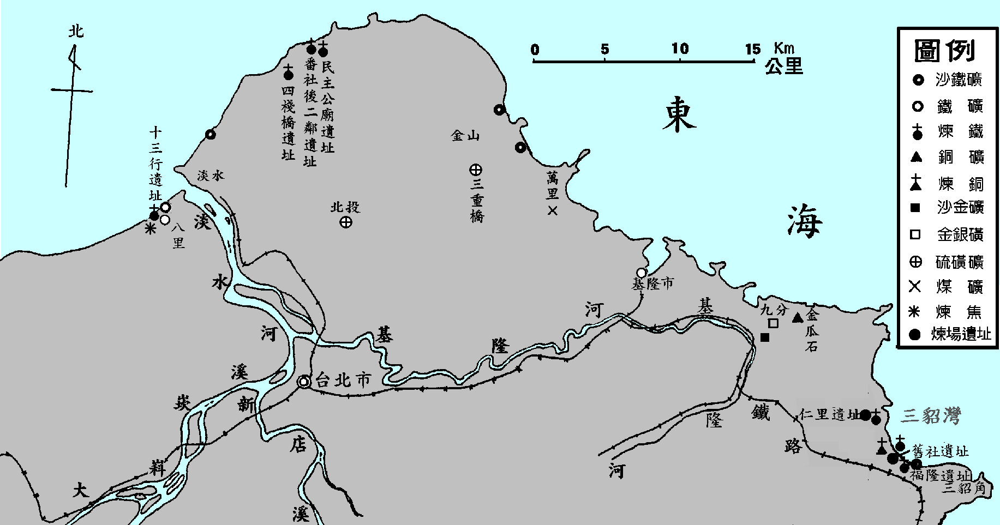 北
0 5 10 15 Km
公里
圖例
沙鐵礦
鐵 礦
煉 鐵
銅 礦
煉 銅
沙金礦
金銀礦
硫磺礦
煤 礦
煉 焦
煉場遺址
東
海
民主公廟遺址
番社後二鄰遺址
四棧橋遺址
十三行遺址
淡水
八里
北投
金山
三重橋
萬里
基隆市
九分
金瓜石
淡
水
河
基
隆
河
基
隆
河
台北市
大
嵙
崁
溪
新
店
溪
鐵
路
仁里遺址
三貂灣
舊社遺址
福隆遺址
三貂角